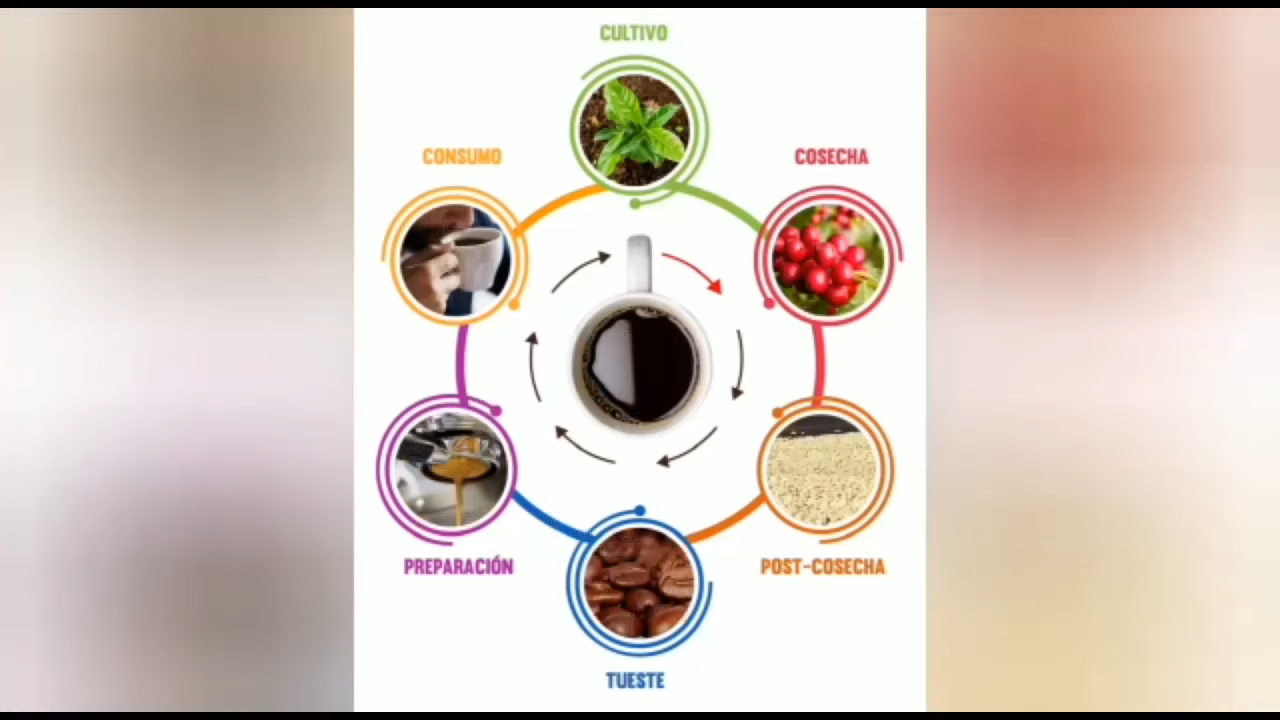 CULTIVO
CONSUMO
COSECHA
PREPARACIÓN
POST-COSECHA
TUESTE